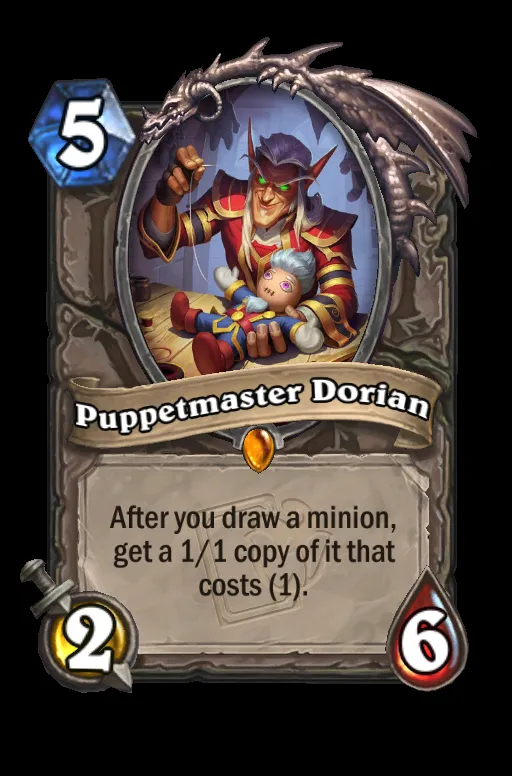 5
Puppetmaster Dorian
After you draw a minion,
get a 1/1 copy of it that
costs (1).
2
6